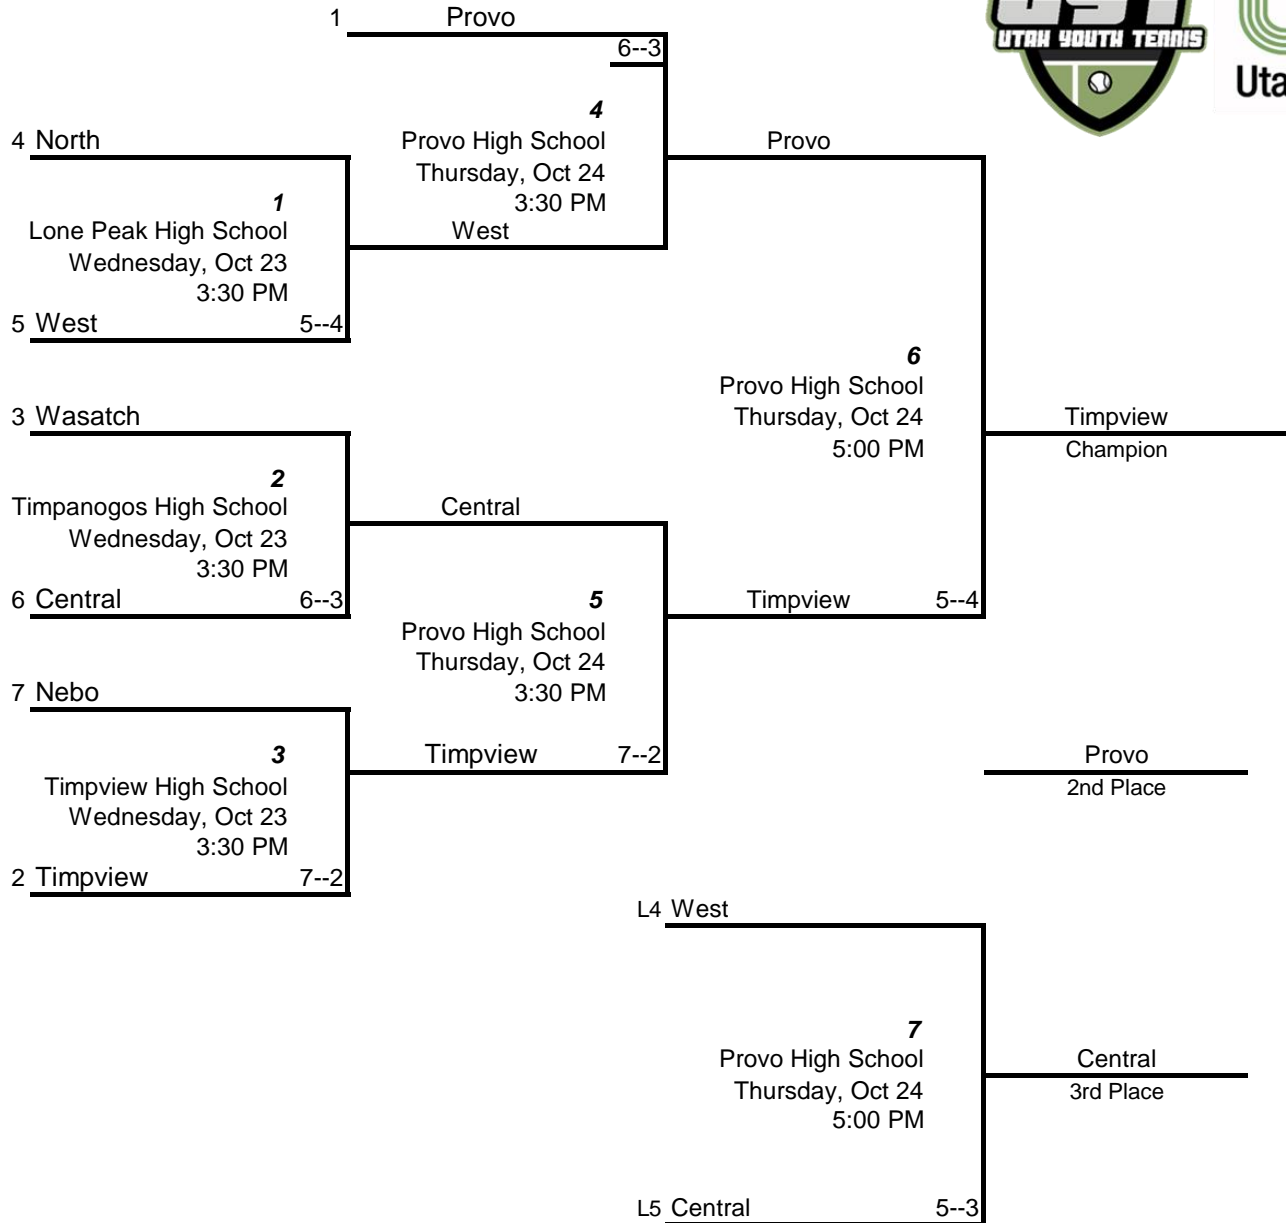 1 Provo
6--3
UTAH YOUTH TENNIS
Uta
4
4 North
Provo High School
Provo
Thursday, Oct 24
3:30 PM
1
Lone Peak High School
West
Wednesday, Oct 23
3:30 PM
5 West 5--4
6
Provo High School
3 Wasatch
Thursday, Oct 24
Timpview
5:00 PM
Champion
2
Timpanogos High School
Central
Wednesday, Oct 23
3:30 PM
6 Central 6--3
5
Timpview 5--4
Provo High School
Thursday, Oct 24
7 Nebo
3:30 PM
3
Timpview 7--2
Provo
Timpview High School
2nd Place
Wednesday, Oct 23
3:30 PM
2 Timpview 7--2
L4 West
7
Provo High School
Central
Thursday, Oct 24
3rd Place
5:00 PM
L5 Central 5--3